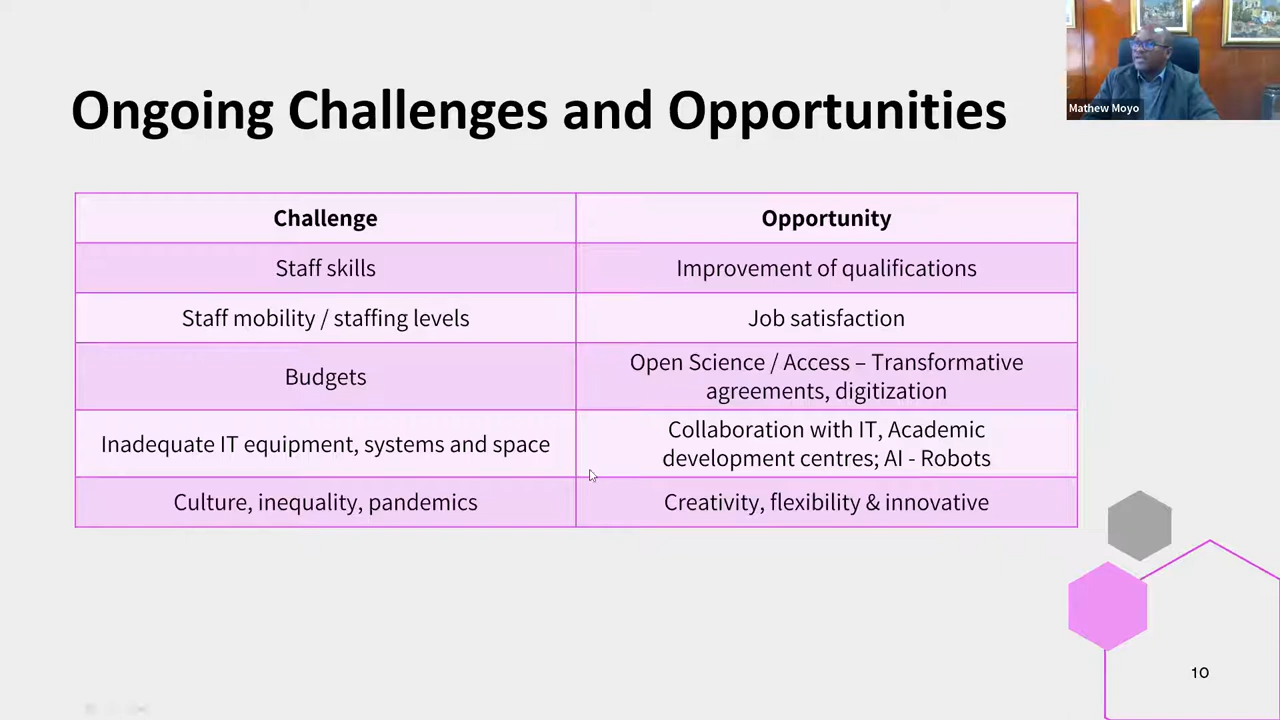 Mathew Moyo
Ongoing Challenges and Opportunities
Challenge
Opportunity
Staff skills
Improvement of qualifications
Staff mobility / staffing levels
Job satisfaction
Budgets
Open Science / Access – Transformative
agreements, digitization
Inadequate IT equipment, systems and space
Collaboration with IT, Academic
development centres; AI - Robots
Culture, inequality, pandemics
Creativity, flexibility & innovative
10